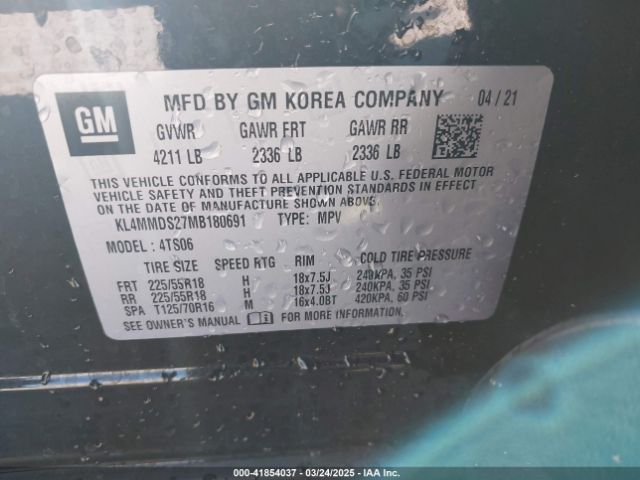 GM
MFD BY GM KOREA COMPANY 04 / 21
GVWR GAWR FRT GAWR RR
4211 LB 2336 LB 2336 LB
THIS VEHICLE CONFORMS TO ALL APPLICABLE U.S. FEDERAL MOTOR
VEHICLE SAFETY AND THEFT PREVENTION STANDARDS IN EFFECT
ON THE DATE OF MANUFACTURE SHOWN ABOVE.
KL4MMDS27MB180691 TYPE: MPV
MODEL : 4TS06
TIRE SIZE SPEED RTG RIM COLD TIRE PRESSURE
FRT 225/55R18 H 18x7.5J 240KPA, 35 PSI
RR 225/55R18 H 18x7.5J 240KPA, 35 PSI
SPA T125/70R16 M 16x4.0BT 420KPA, 60 PSI
SEE OWNER'S MANUAL FOR MORE INFORMATION.
000-41854037 - 03/24/2025 - IAA Inc.